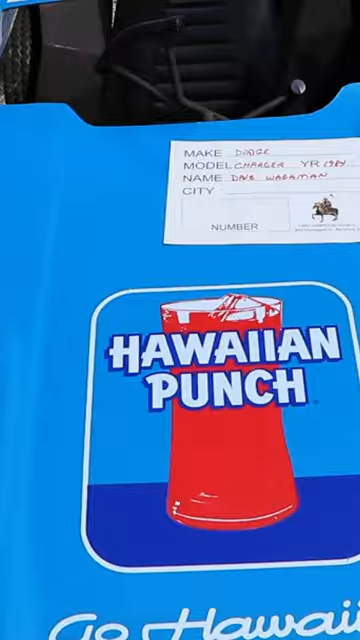 MAKE DODGE
MODEL CHARGER YR 1984
NAME DAVE WAGAMAN
CITY
NUMBER
HAWAIIAN
PUNCH
Go Hawaii